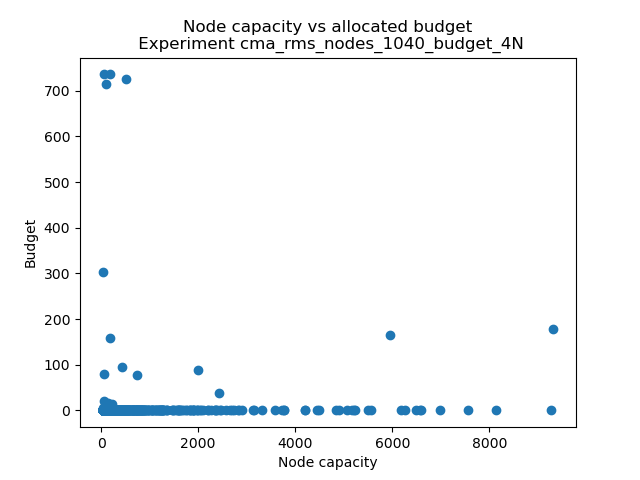 Node capacity vs allocated budget
Experiment cma_rms_nodes_1040_budget_4N
700
600
500
400
300
200
100
0
Budget
0 2000 4000 6000 8000
Node capacity